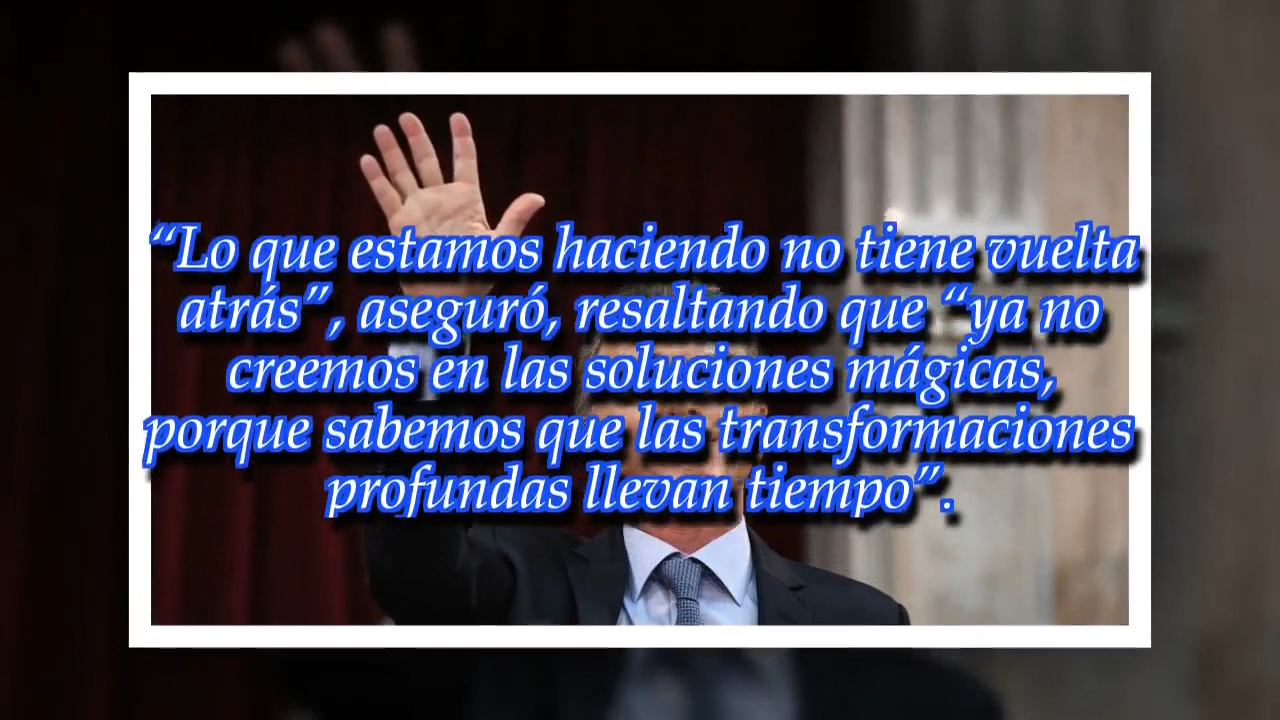 “Lo que estamos haciendo no tiene vuelta
atrás”, aseguró, resaltando que “ya no
creemos en las soluciones mágicas,
porque sabemos que las transformaciones
profundas llevan tiempo”.